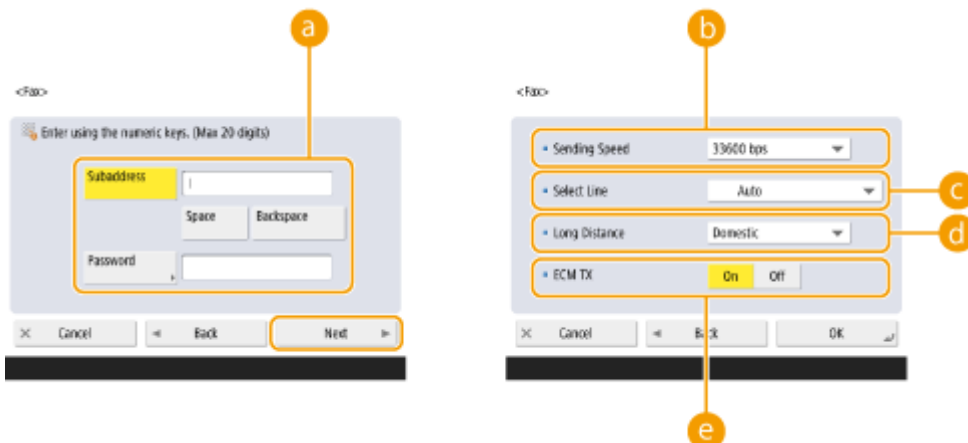 a
b
<Fax>
<Fax>
Enter using the numeric keys. (Max 20 digits)
Subaddress
Space Backspace
Password
× Cancel ◄ Back Next ►
Sending Speed 33600 bps
Select Line Auto
c
Long Distance Domestic
d
ECM TX On Off
× Cancel ◄ Back OK
e